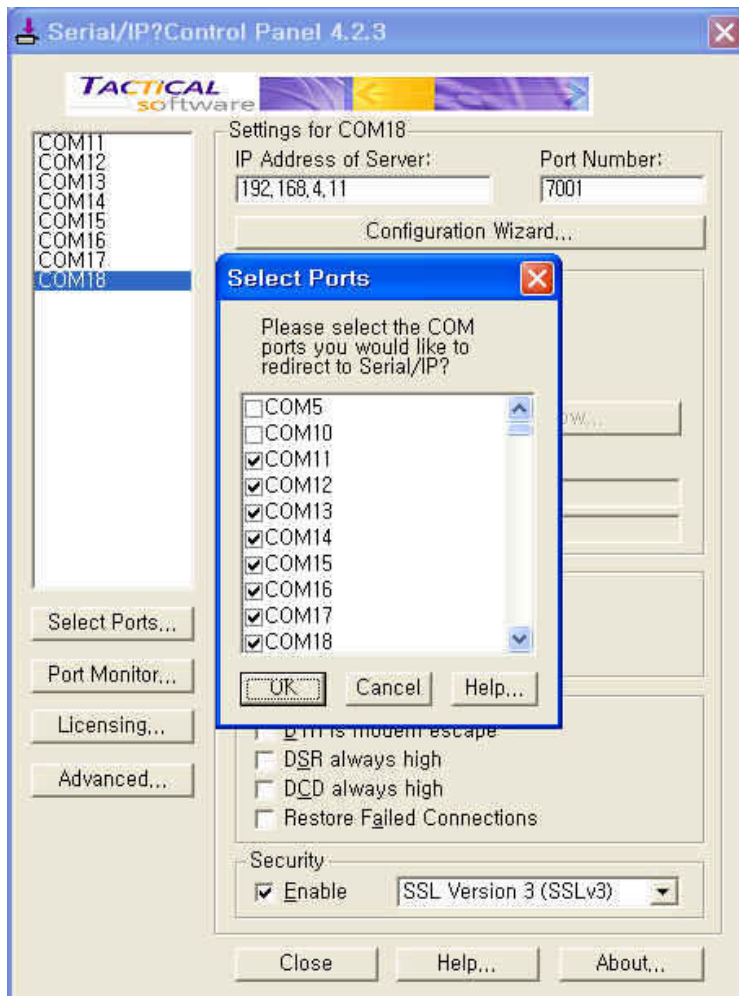 Serial/IP?Control Panel 4.2.3
TACTICAL
software
COM11
COM12
COM13
COM14
COM15
COM16
COM17
COM18
Settings for COM18
IP Address of Server:
Port Number:
192,168,4,11
7001
Configuration Wizard,,,
Select Ports
Please select the COM
ports you would like to
redirect to Serial/IP?
COM5
COM10
COM11
COM12
COM13
COM14
COM15
COM16
COM17
COM18
OK
Cancel
Help,,,
Select Ports,,,
Port Monitor,,,
Licensing,,,
Advanced,,,
DTR is modem escape
DSR always high
DCD always high
Restore Failed Connections
Security
Enable
SSL Version 3 (SSLv3)
Close
Help,,,
About,,,